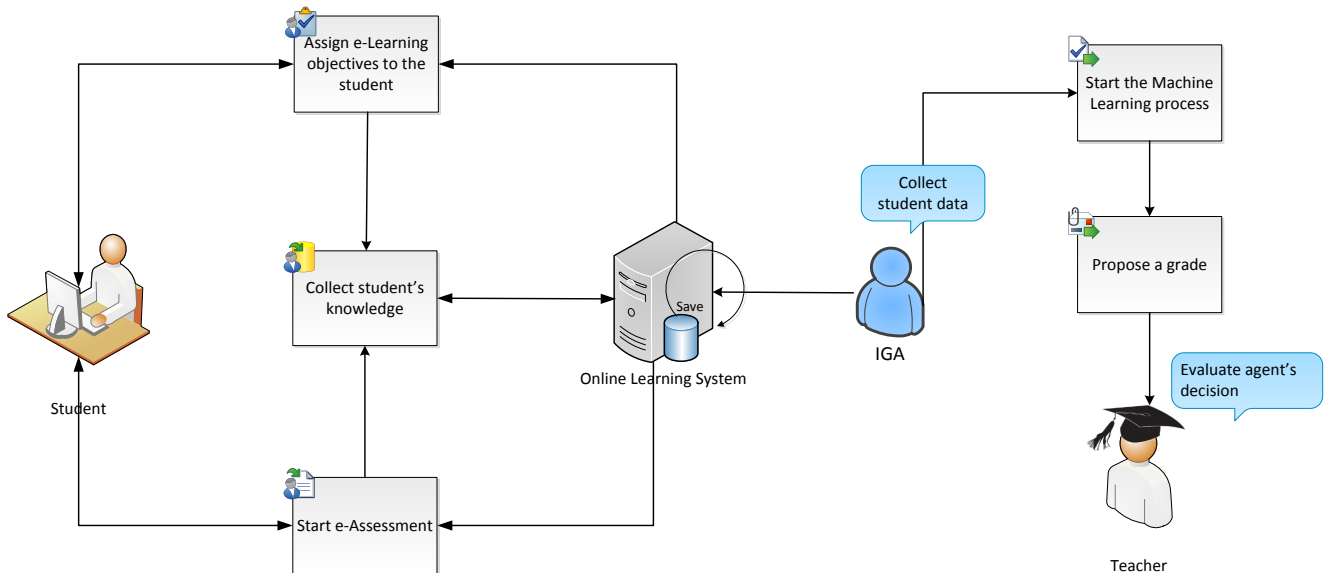 Assign e-Learning
objectives to the
student
Start the Machine
Learning process
Collect
student data
Propose a grade
Collect student's
knowledge
Save
IGA
Online Learning System
Evaluate agent's
decision
Student
Start e-Assessment
Teacher